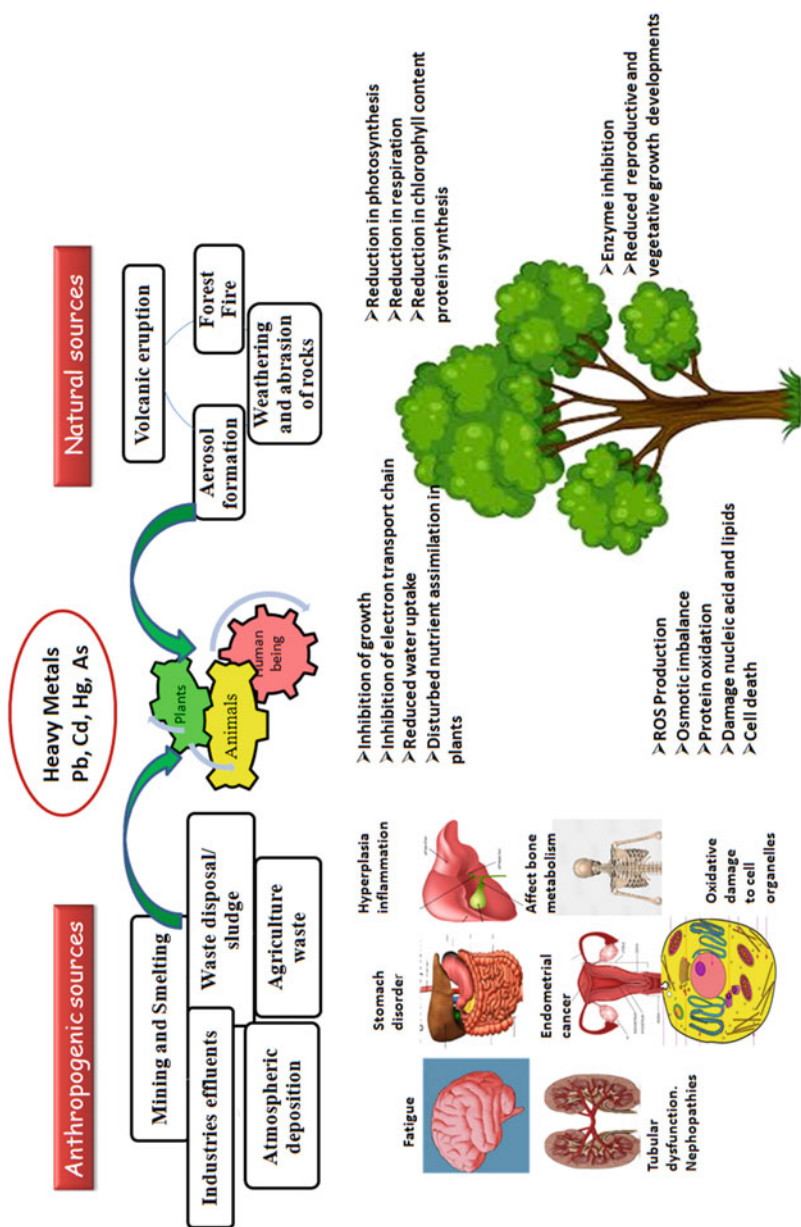 Heavy Metals
Pb, Cd, Hg, As
Anthropogenic sources
Natural sources
Mining and Smelting
Industries effluents
Waste disposal/
sludge
Atmospheric
deposition
Agriculture
waste
Plants
Animals
Human
being
Volcanic eruption
Aerosol
formation
Forest
Fire
Weathering
and abrasion
of rocks
Fatigue
Stomach
disorder
Hyperplasia
inflammation
Tubular
dysfunction.
Nephopathies
Endometrial
cancer
Affect bone
metabolism
Oxidative
damage
to cell
organelles
➢Inhibition of growth
➢Inhibition of electron transport chain
➢Reduced water uptake
➢Disturbed nutrient assimilation in
plants
➢Reduction in photosynthesis
➢Reduction in respiration
➢Reduction in chlorophyll content
protein synthesis
➢ROS Production
➢Osmotic imbalance
➢Protein oxidation
➢Damage nucleic acid and lipids
➢Cell death
➢Enzyme inhibition
➢Reduced reproductive and
vegetative growth developments